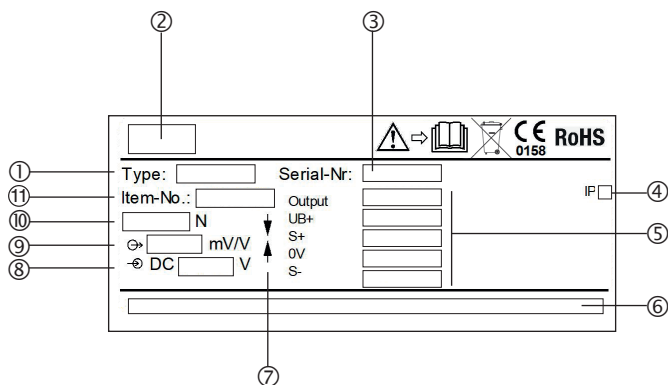 ② ③
CE 0158 RoHS
① Type: Serial-Nr:
⑪ Item-No.: Output IP ④
⑩ N UB+
⑨ mV/V S+ ⑤
⑧ DC V 0V
S-
⑥
⑦